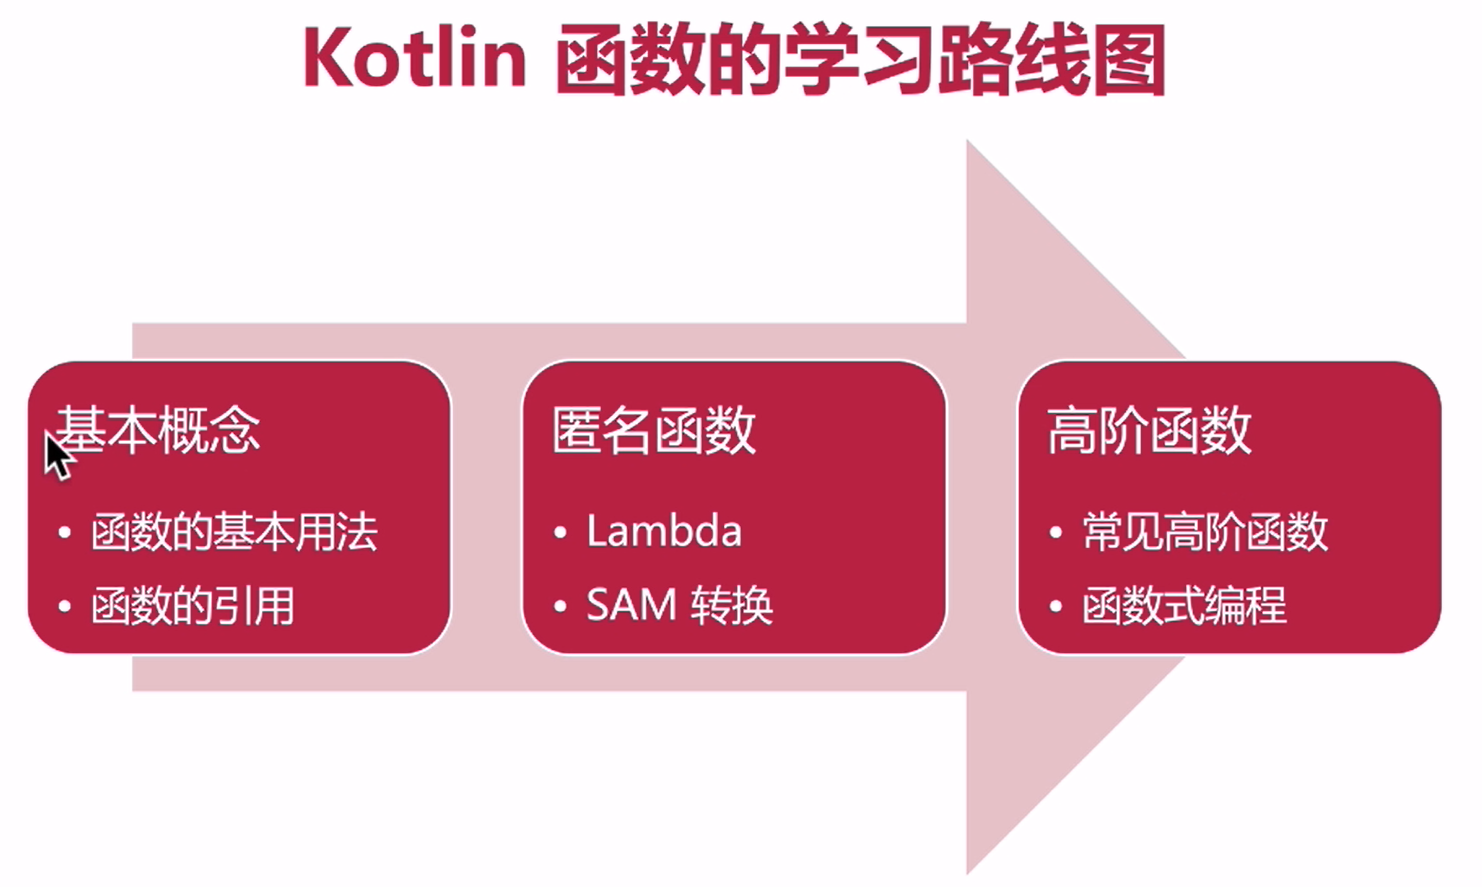 Kotlin 函数的学习路线图
基本概念
• 函数的基本用法
• 函数的引用
匿名函数
• Lambda
• SAM 转换
高阶函数
• 常见高阶函数
• 函数式编程